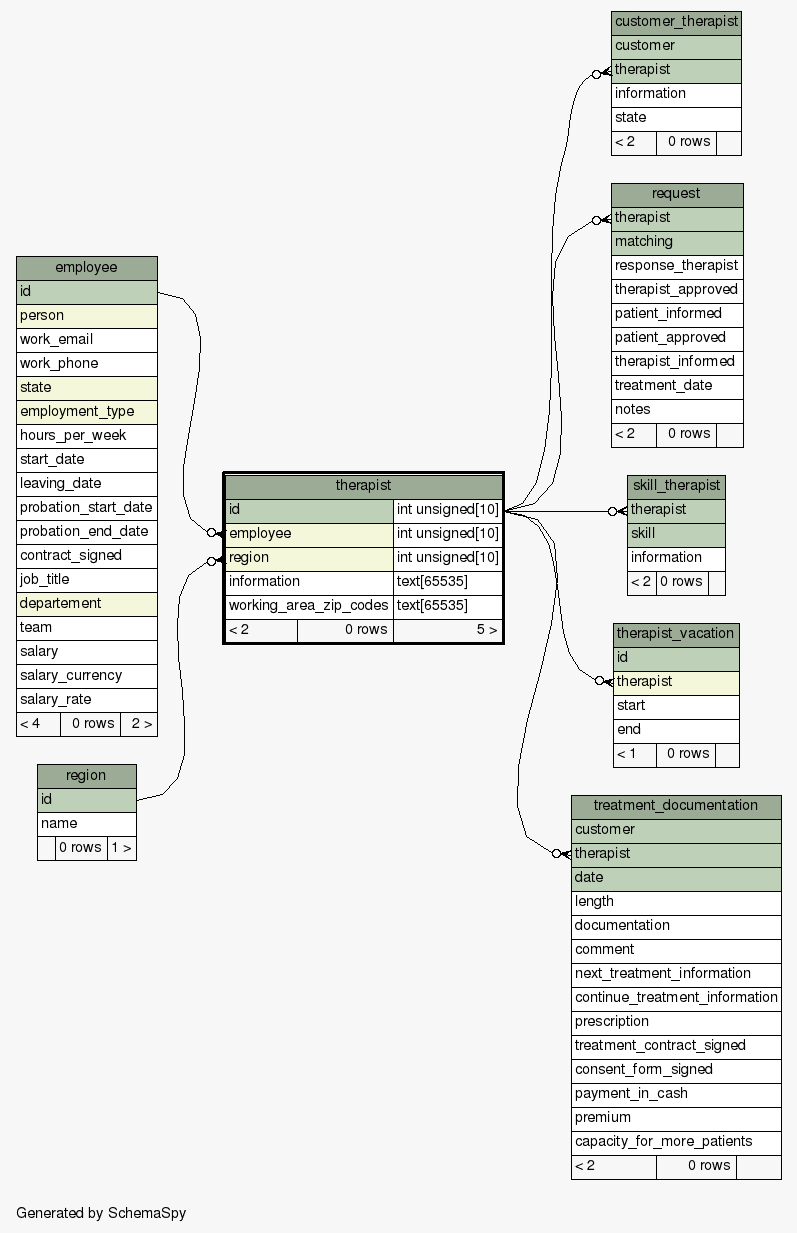 customer_therapist
customer
therapist
information
state
< 2 0 rows
request
therapist
matching
response_therapist
therapist_approved
patient_informed
patient_approved
therapist_informed
treatment_date
notes
< 2 0 rows
employee
id
person
work_email
work_phone
state
employment_type
hours_per_week
start_date
leaving_date
probation_start_date
probation_end_date
contract_signed
job_title
departement
team
salary
salary_currency
salary_rate
< 4 0 rows 2 >
therapist
id int unsigned[10]
employee int unsigned[10]
region int unsigned[10]
information text[65535]
working_area_zip_codes text[65535]
< 2 0 rows 5 >
skill_therapist
therapist
skill
information
< 2 0 rows
therapist_vacation
id
therapist
start
end
< 1 0 rows
region
id
name
0 rows 1 >
treatment_documentation
customer
therapist
date
length
documentation
comment
next_treatment_information
continue_treatment_information
prescription
treatment_contract_signed
consent_form_signed
payment_in_cash
premium
capacity_for_more_patients
< 2 0 rows
Generated by SchemaSpy